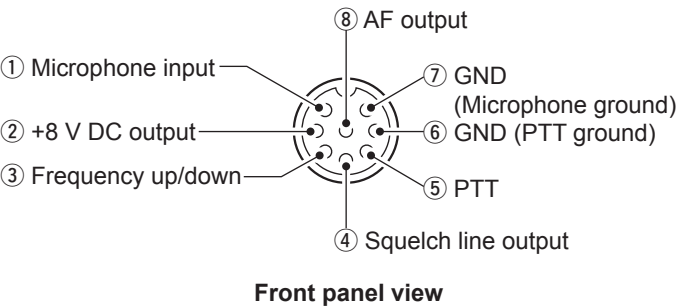 ⑧ AF output
① Microphone input
⑦ GND
(Microphone ground)
② +8 V DC output
⑥ GND (PTT ground)
③ Frequency up/down
⑤ PTT
④ Squelch line output
Front panel view